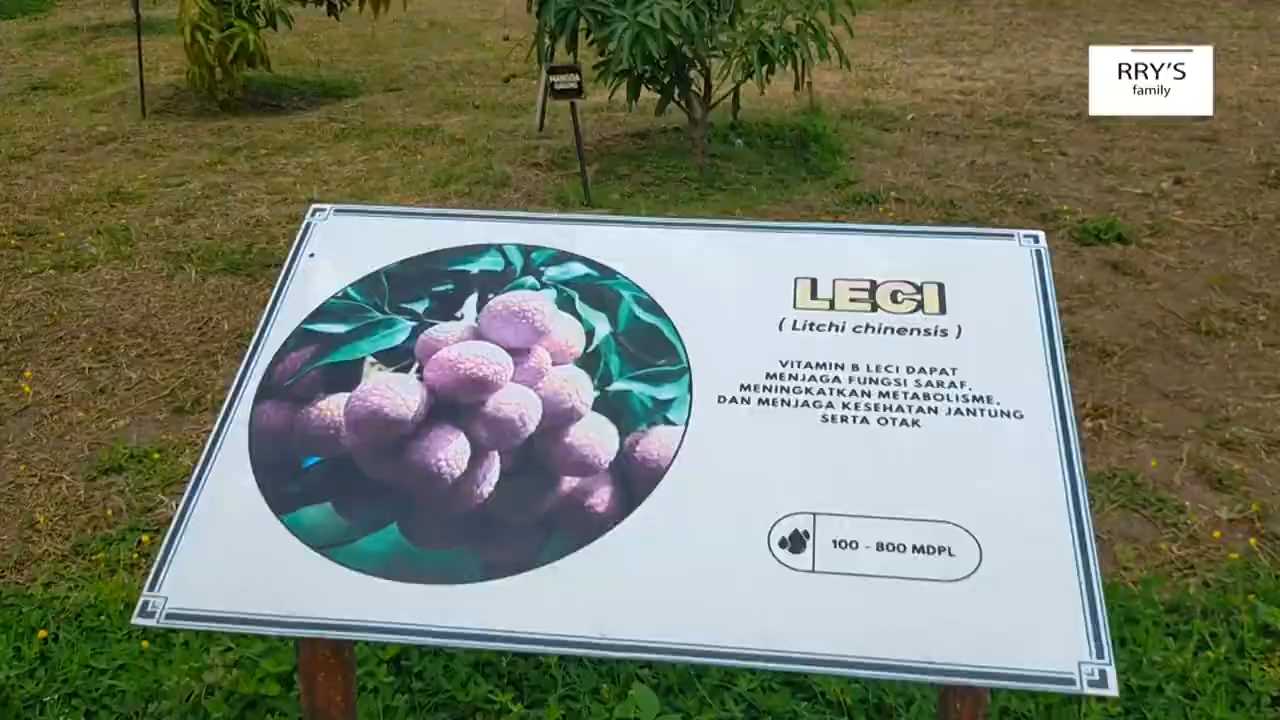 RRY'S
family
MANGGA
LECI
( Litchi chinensis )
VITAMIN B LECI DAPAT
MENJAGA FUNGSI SARAF,
MENINGKATKAN METABOLISME,
DAN MENJAGA KESEHATAN JANTUNG
SERTA OTAK
100 - 800 MDPL